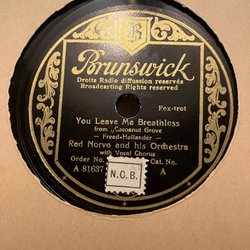 B
Brunswick
Droits Radio diffusion reservés
Broadcasting Rights reserved
Fox-trot
You Leave Me Breathless
from „Cocoanut Grove
—Freed-Hollander—
Red Norvo and his Orchestra
with Vocal Chorus
Order No. Cat. No.
A 81637 A
N.C.B.